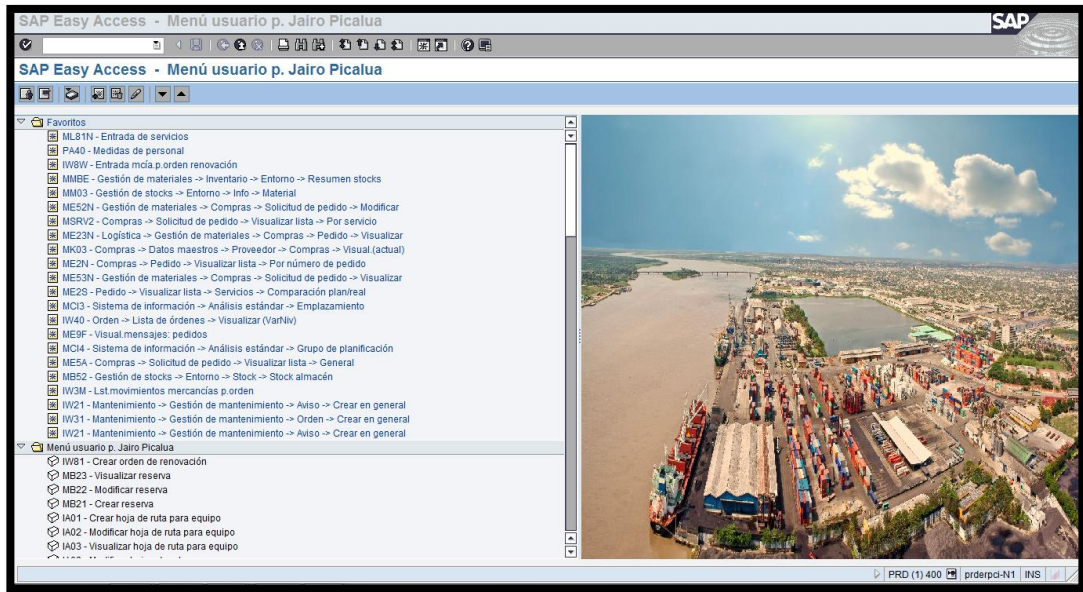 SAP Easy Access - Menú usuario p. Jairo Picalua
SAP
SAP Easy Access - Menú usuario p. Jairo Picalua
Favoritos
ML81N - Entrada de servicios
PA40 - Medidas de personal
IW8W - Entrada mcía.p.orden renovación
MMBE - Gestión de materiales -> Inventario -> Entorno -> Resumen stocks
MM03 - Gestión de stocks -> Entorno -> Info -> Material
ME52N - Gestión de materiales -> Compras -> Solicitud de pedido -> Modificar
MSRV2 - Compras -> Solicitud de pedido -> Visualizar lista -> Por servicio
ME23N - Logística -> Gestión de materiales -> Compras -> Pedido -> Visualizar
MK03 - Compras -> Datos maestros -> Proveedor -> Compras -> Visual.(actual)
ME2N - Compras -> Pedido -> Visualizar lista -> Por número de pedido
ME53N - Gestión de materiales -> Compras -> Solicitud de pedido -> Visualizar
ME2S - Pedido -> Visualizar lista -> Servicios -> Comparación plan/real
MCI3 - Sistema de información -> Análisis estándar -> Emplazamiento
IW40 - Orden -> Lista de órdenes -> Visualizar (VarNiv)
ME9F - Visual.mensajes: pedidos
MCI4 - Sistema de información -> Análisis estándar -> Grupo de planificación
ME5A - Compras -> Solicitud de pedido -> Visualizar lista -> General
MB52 - Gestión de stocks -> Entorno -> Stock -> Stock almacén
IW3M - Lst.movimientos mercancías p.orden
IW21 - Mantenimiento -> Gestión de mantenimiento -> Aviso -> Crear en general
IW31 - Mantenimiento -> Gestión de mantenimiento -> Orden -> Crear en general
IW21 - Mantenimiento -> Gestión de mantenimiento -> Aviso -> Crear en general
Menú usuario p. Jairo Picalua
IW81 - Crear orden de renovación
MB23 - Visualizar reserva
MB22 - Modificar reserva
MB21 - Crear reserva
IA01 - Crear hoja de ruta para equipo
IA02 - Modificar hoja de ruta para equipo
IA03 - Visualizar hoja de ruta para equipo
PRD (1) 400 prderpci-N1 INS